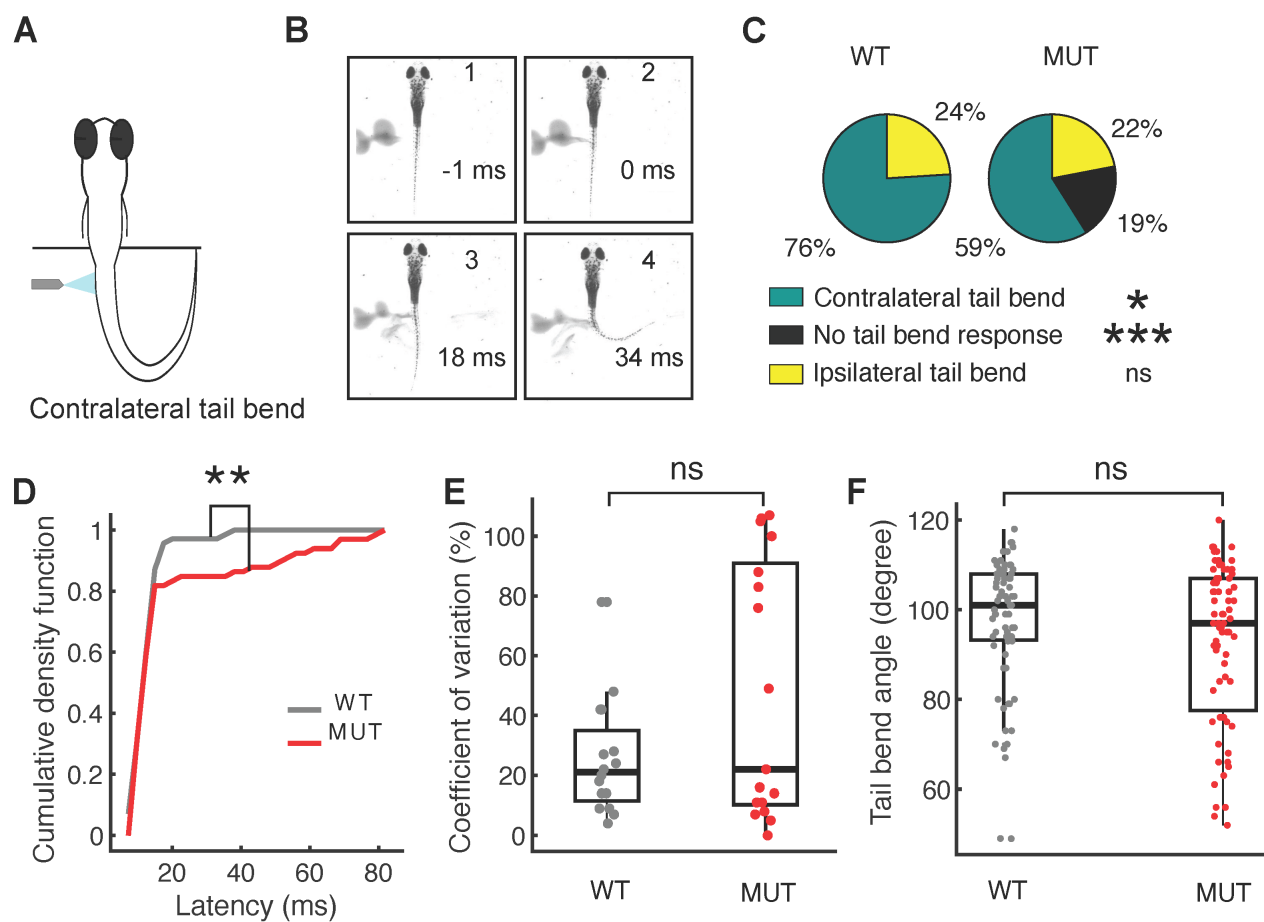 A
Contralateral tail bend
B
1
-1 ms
2
0 ms
3
18 ms
4
34 ms
C
WT
MUT
24%
76%
22%
19%
59%
Contralateral tail bend *
No tail bend response ***
Ipsilateral tail bend ns
D
**
Cumulative density function
1
0.8
0.6
0.4
0.2
0
WT
MUT
20 40 60 80
Latency (ms)
E
ns
Coefficient of variation (%)
100
80
60
40
20
0
WT MUT
F
ns
Tail bend angle (degree)
120
100
80
60
WT MUT